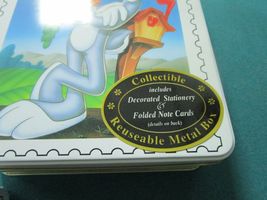 Collectible
includes
Decorated Stationery
&
Folded Note Cards
(details on back)
Reuseable Metal Box